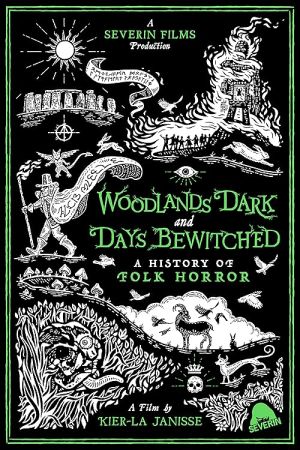 A
SEVERIN FILMS
Production
WOODLANDS DARK
and
DAYS BEWITCHED
A HISTORY OF
FOLK HORROR
A Film by
KIER-LA JANISSE
SEVERIN